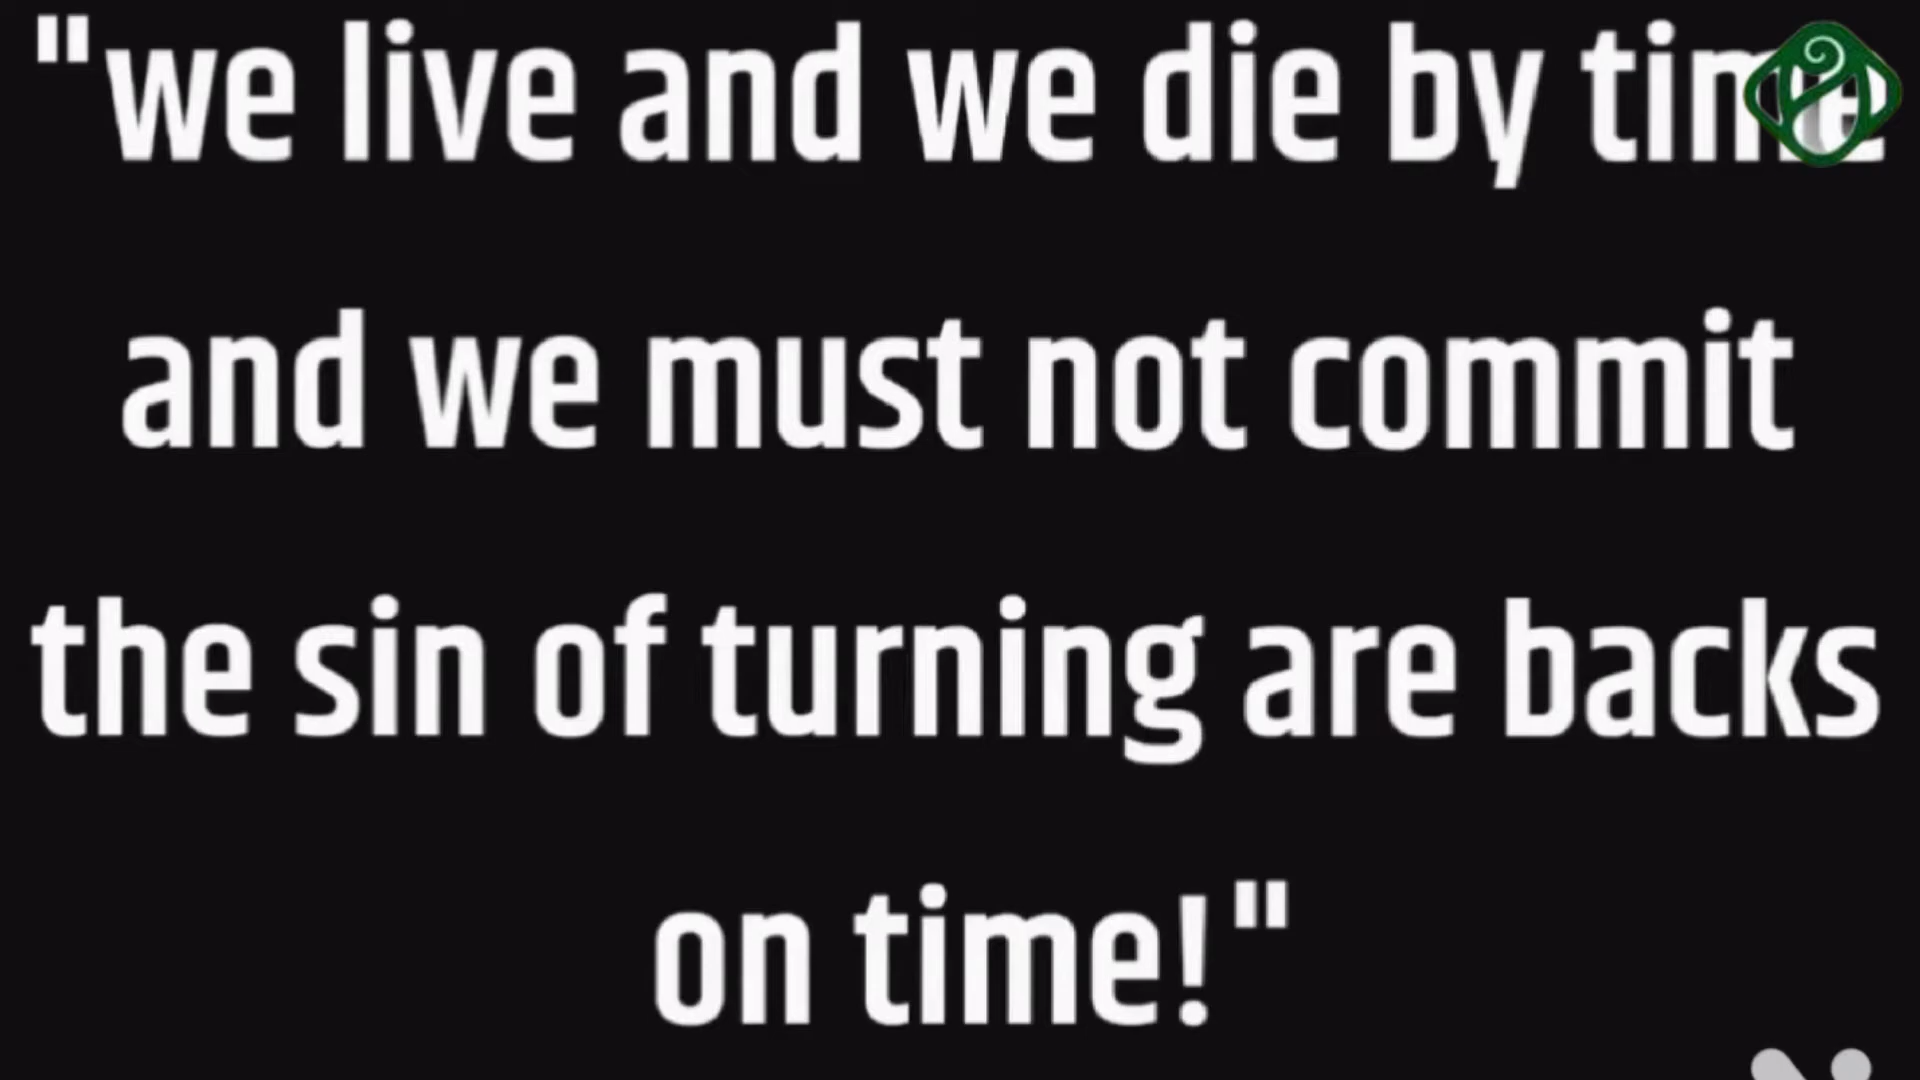 "we live and we die by time
and we must not commit
the sin of turning are backs
on time!"